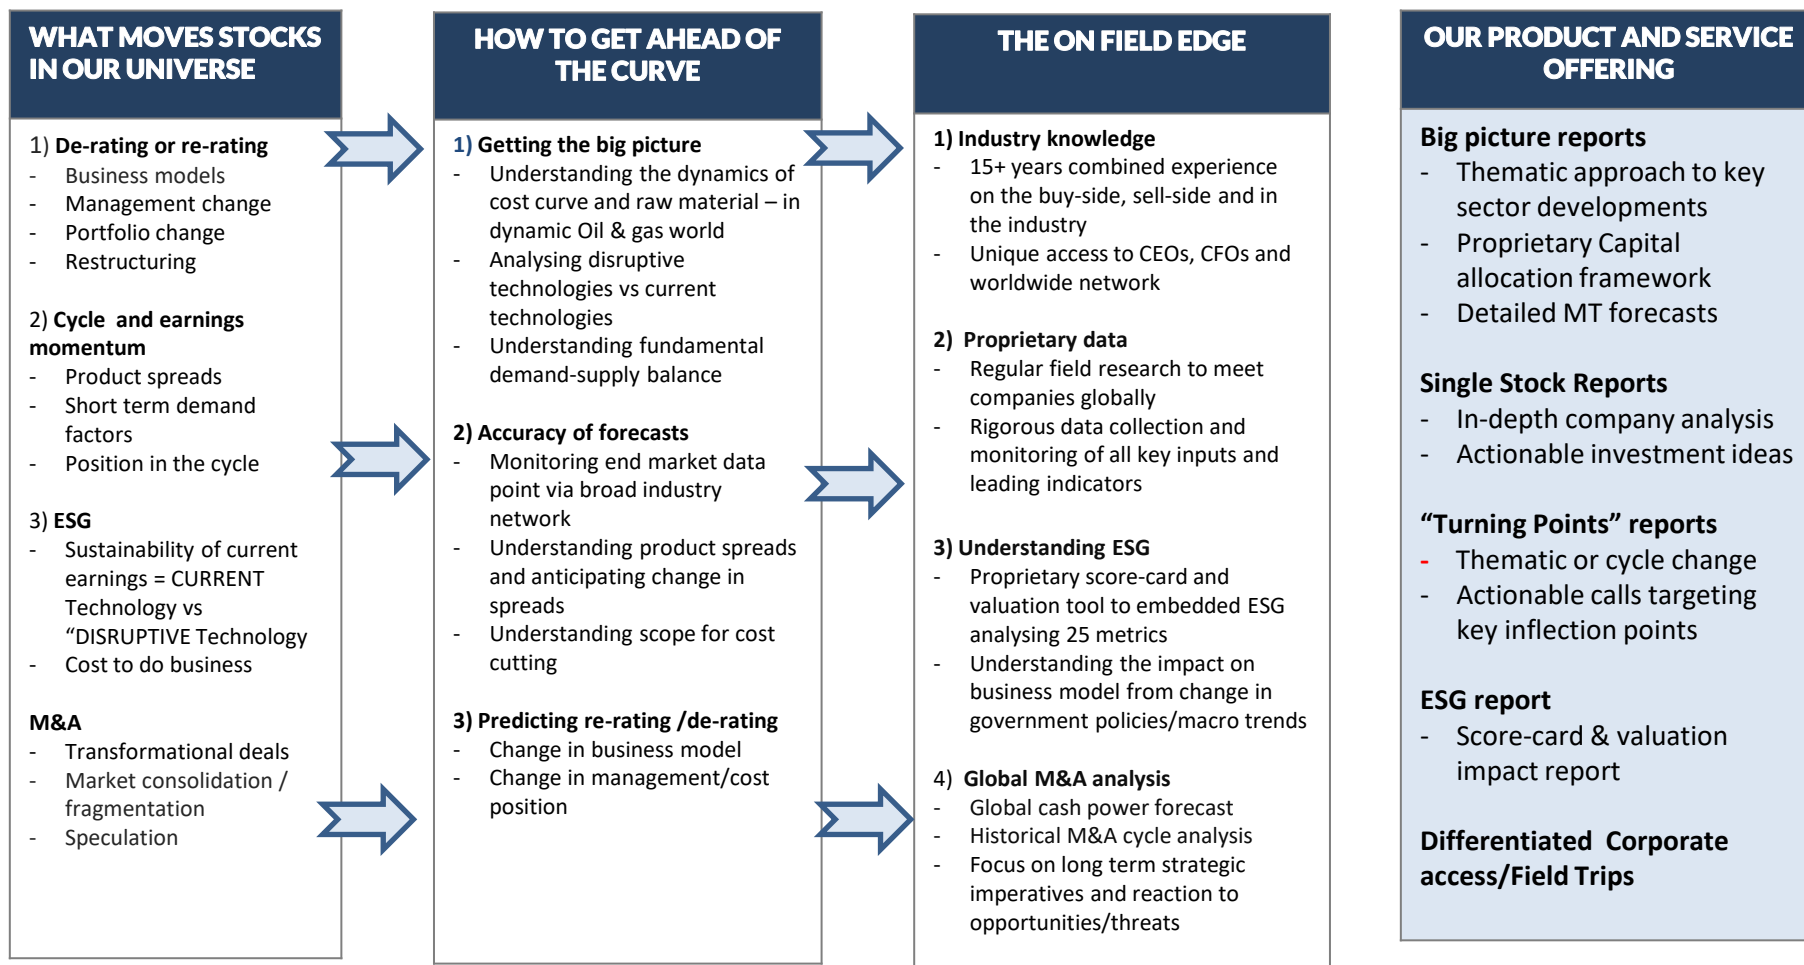 WHAT MOVES STOCKS
IN OUR UNIVERSE
1) De-rating or re-rating
- Business models
- Management change
- Portfolio change
- Restructuring
2) Cycle and earnings
momentum
- Product spreads
- Short term demand
factors
- Position in the cycle
3) ESG
- Sustainability of current
earnings = CURRENT
Technology vs
“DISRUPTIVE Technology
- Cost to do business
M&A
- Transformational deals
- Market consolidation /
fragmentation
- Speculation
HOW TO GET AHEAD OF
THE CURVE
1) Getting the big picture
- Understanding the dynamics of
cost curve and raw material – in
dynamic Oil & gas world
- Analysing disruptive
technologies vs current
technologies
- Understanding fundamental
demand-supply balance
2) Accuracy of forecasts
- Monitoring end market data
point via broad industry
network
- Understanding product spreads
and anticipating change in
spreads
- Understanding scope for cost
cutting
3) Predicting re-rating /de-rating
- Change in business model
- Change in management/cost
position
THE ON FIELD EDGE
1) Industry knowledge
- 15+ years combined experience
on the buy-side, sell-side and in
the industry
- Unique access to CEOs, CFOs and
worldwide network
2) Proprietary data
- Regular field research to meet
companies globally
- Rigorous data collection and
monitoring of all key inputs and
leading indicators
3) Understanding ESG
- Proprietary score-card and
valuation tool to embedded ESG
analysing 25 metrics
- Understanding the impact on
business model from change in
government policies/macro trends
4) Global M&A analysis
- Global cash power forecast
- Historical M&A cycle analysis
- Focus on long term strategic
imperatives and reaction to
opportunities/threats
OUR PRODUCT AND SERVICE
OFFERING
Big picture reports
- Thematic approach to key
sector developments
- Proprietary Capital
allocation framework
- Detailed MT forecasts
Single Stock Reports
- In-depth company analysis
- Actionable investment ideas
“Turning Points” reports
- Thematic or cycle change
- Actionable calls targeting
key inflection points
ESG report
- Score-card & valuation
impact report
Differentiated Corporate
access/Field Trips